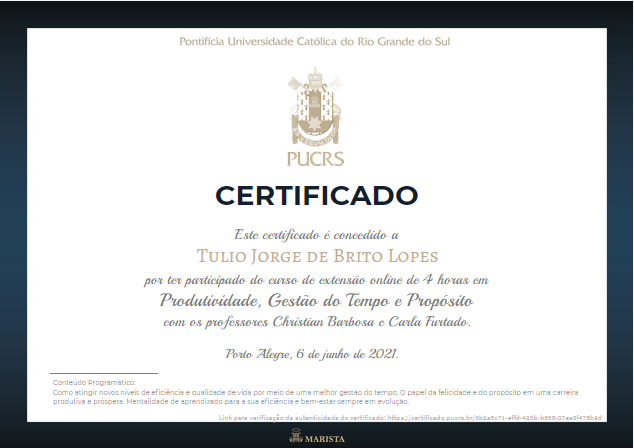 Pontifícia Universidade Católica do Rio Grande do Sul
PUCRS
CERTIFICADO
Este certificado é concedido a
Tulio Jorge de Brito Lopes
por ter participado do curso de extensão online de 4 horas em
Produtividade, Gestão do Tempo e Propósito
com os professores Christian Barbosa e Carla Furtado.
Porto Alegre, 6 de junho de 2021.
Conteúdo Programático:
Como atingir novos níveis de eficiência e qualidade de vida por meio de uma melhor gestão do tempo; O papel da felicidade e do propósito em uma carreira
produtiva e próspera. Mentalidade de aprendizado para a sua eficiência e bem-estar sempre em evolução.
Link para verificação da autenticidade do certificado: https://certificado.pucrs.br/
MARISTA